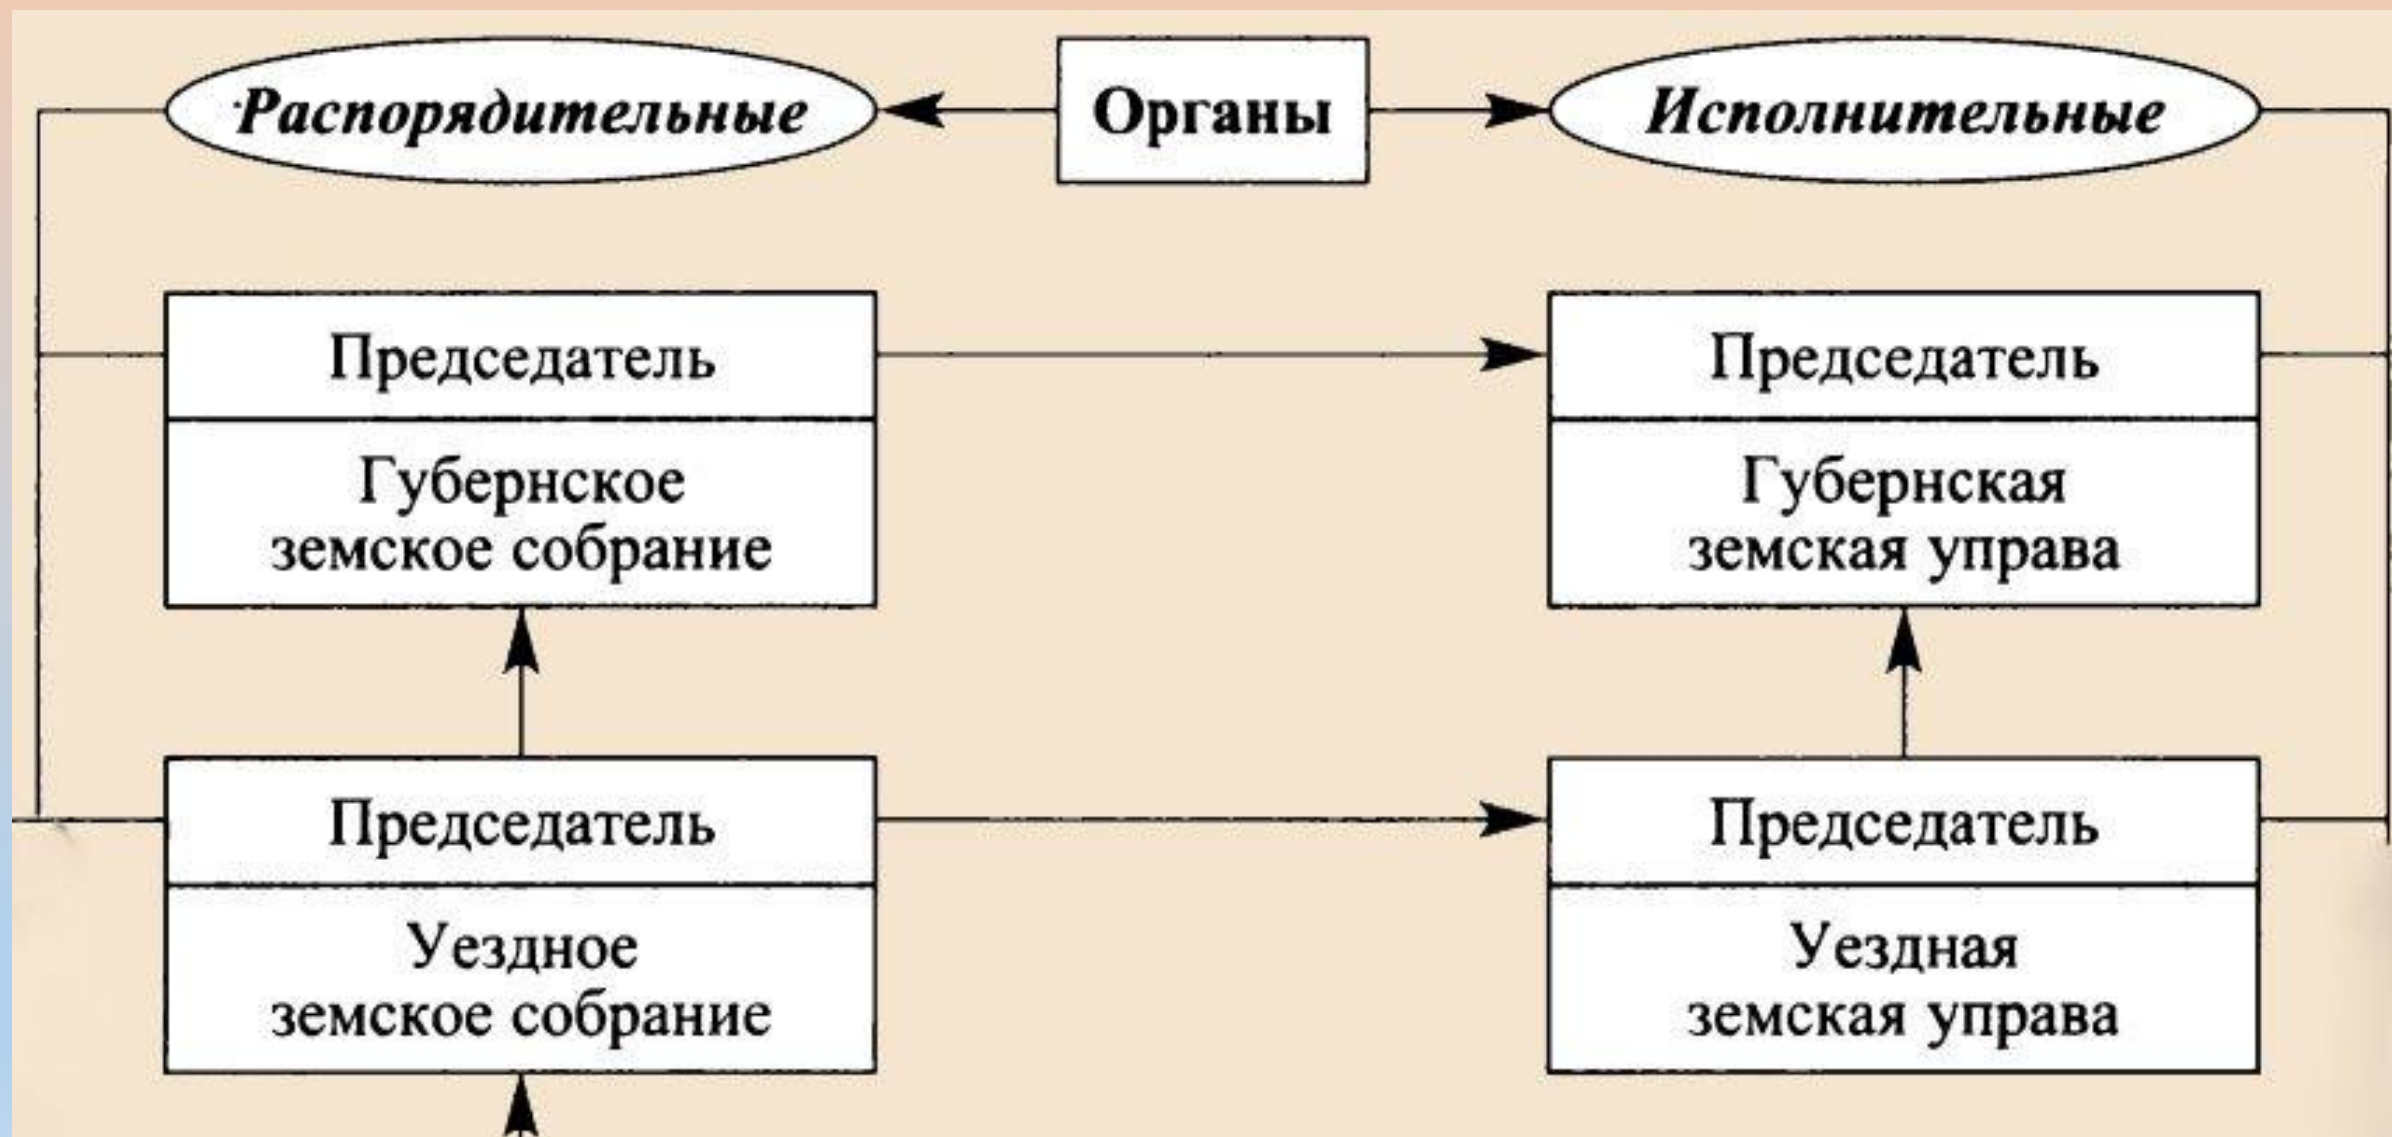 Распорядительные
Органы
Исполнительные
Председатель
Председатель
Губернское
земское собрание
Губернская
земская управа
Председатель
Председатель
Уездное
земское собрание
Уездная
земская управа